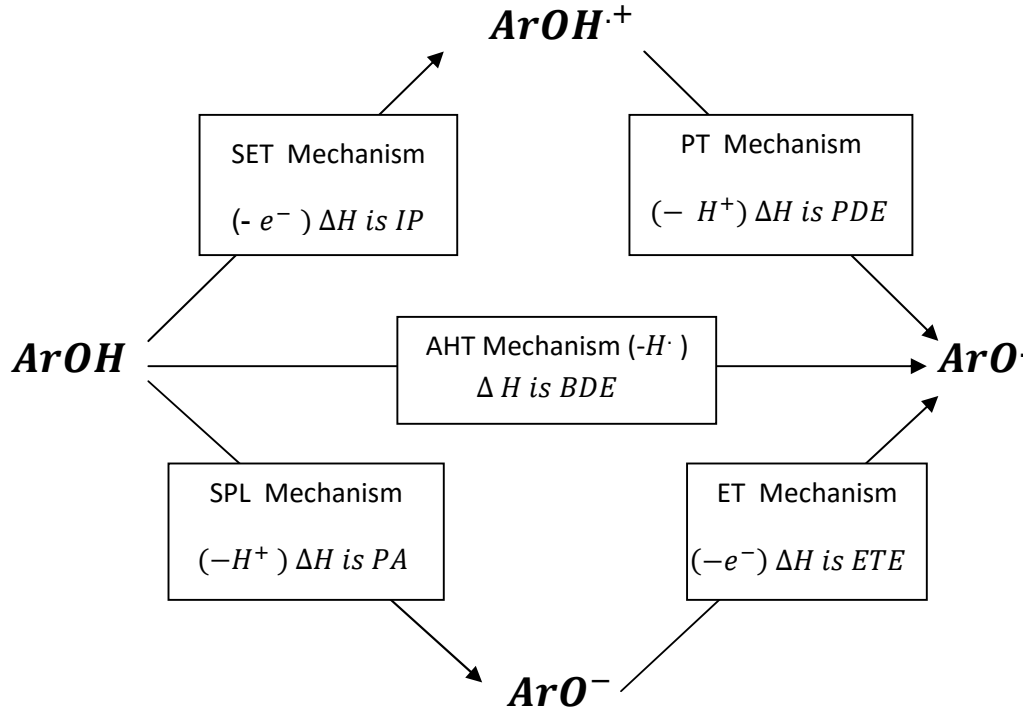 ArOH·+
SET Mechanism
(- e⁻ ) ΔH is IP
PT Mechanism
(− H⁺) ΔH is PDE
ArOH
AHT Mechanism (-H· )
Δ H is BDE
ArO·
SPL Mechanism
(−H⁺ ) ΔH is PA
ET Mechanism
(−e⁻) ΔH is ETE
ArO⁻